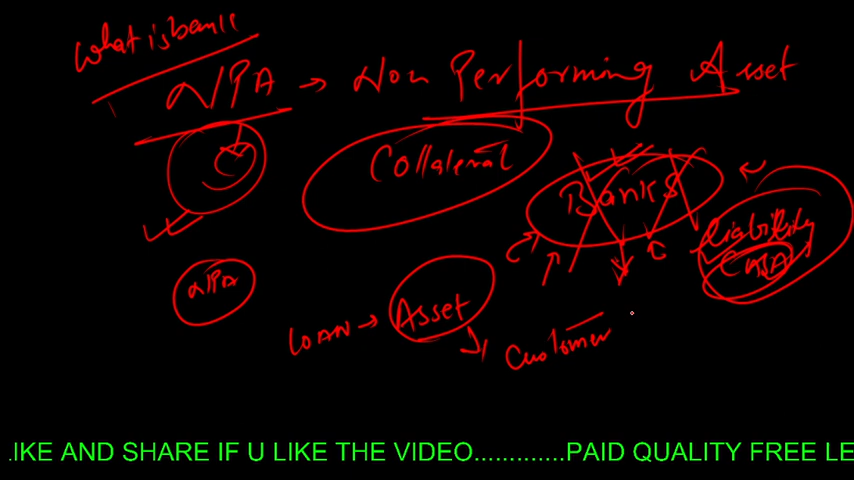 What is bank
NPA → Non Performing Asset
Collateral
Banks
Liability
NPA
LOAN → Asset
Customer
.IKE AND SHARE IF U LIKE THE VIDEO.............PAID QUALITY FREE LE